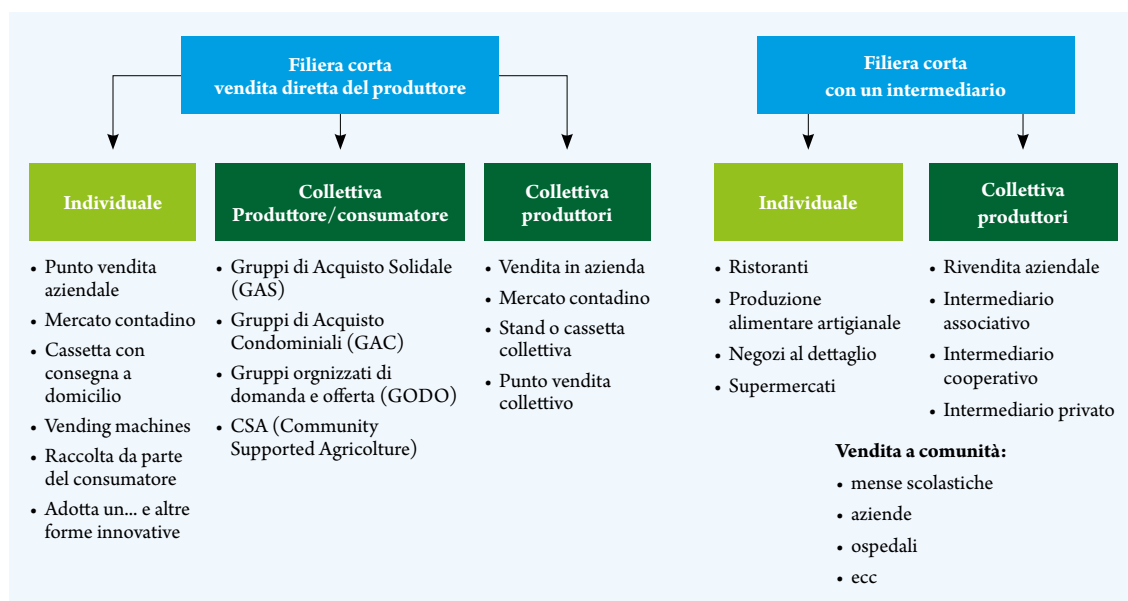 Filiera corta
vendita diretta del produttore
Individuale
• Punto vendita
aziendale
• Mercato contadino
• Cassetta con
consegna a
domicilio
• Vending machines
• Raccolta da parte
del consumatore
• Adotta un... e altre
forme innovative
Collettiva
Produttore/consumatore
• Gruppi di Acquisto Solidale
(GAS)
• Gruppi di Acquisto
Condominiali (GAC)
• Gruppi orgnizzati di
domanda e offerta (GODO)
• CSA (Community
Supported Agricolture)
Collettiva
produttori
• Vendita in azienda
• Mercato contadino
• Stand o cassetta
collettiva
• Punto vendita
collettivo
Filiera corta
con un intermediario
Individuale
• Ristoranti
• Produzione
alimentare artigianale
• Negozi al dettaglio
• Supermercati
Collettiva
produttori
• Rivendita aziendale
• Intermediario
associativo
• Intermediario
cooperativo
• Intermediario privato
Vendita a comunità:
• mense scolastiche
• aziende
• ospedali
• ecc